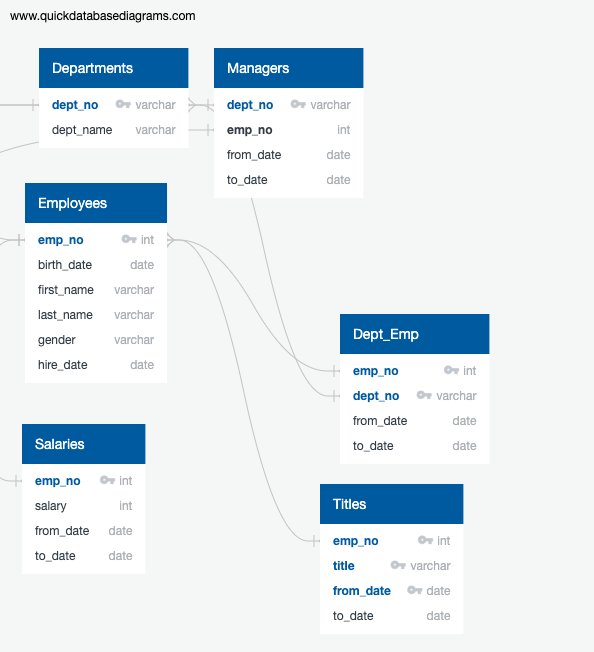 www.quickdatabasediagrams.com
Departments
dept_no varchar
dept_name varchar
Managers
dept_no varchar
emp_no int
from_date date
to_date date
Employees
emp_no int
birth_date date
first_name varchar
last_name varchar
gender varchar
hire_date date
Dept_Emp
emp_no int
dept_no varchar
from_date date
to_date date
Salaries
emp_no int
salary int
from_date date
to_date date
Titles
emp_no int
title varchar
from_date date
to_date date